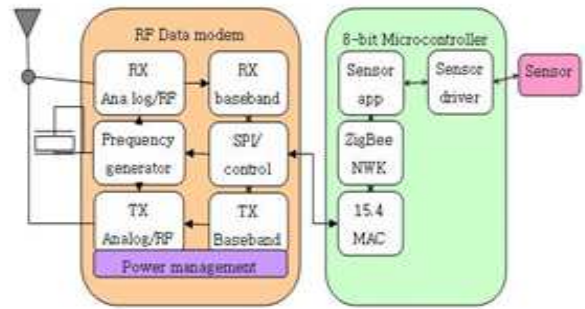 RF Data modem
RX
Ana log/RF
RX
baseband
Frequency
generator
SPI/
control
TX
Analog/RF
TX
Baseband
Power management
8-bit Microcontroller
Sensor
app
Sensor
driver
Sensor
ZigBee
NWK
15.4
MAC